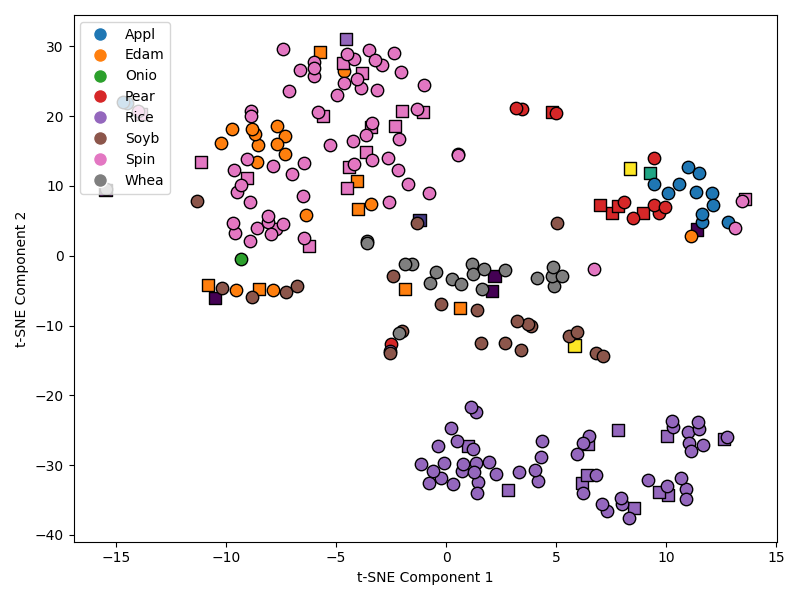 Appl
Edam
Onio
Pear
Rice
Soyb
Spin
Whea
30
20
10
0
−10
−20
−30
−40
t-SNE Component 2
−15 −10 −5 0 5 10 15
t-SNE Component 1